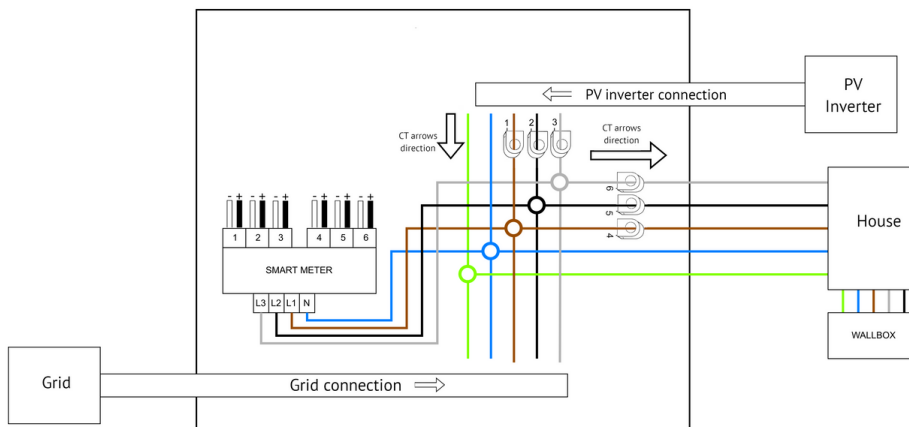 PV inverter connection
PV
Inverter
CT arrows
direction
1
2
3
CT arrows
direction
6
5
4
House
- + - + - + - + - + - +
1 2 3 4 5 6
SMART METER
L3 L2 L1 N
WALLBOX
Grid
Grid connection